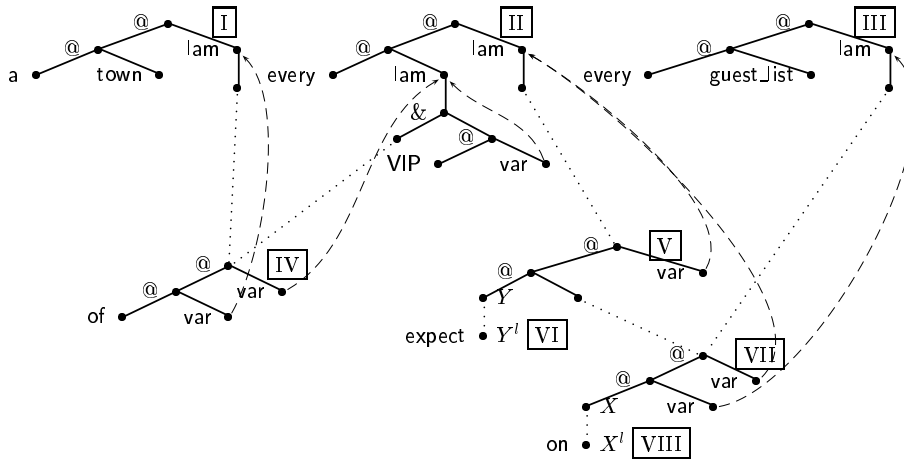 @ I @ II @ III
@ lam @ lam @ lam
a town every lam every guest_list
& @
VIP var
@ IV @ V
@ var @ var
of var Y
expect Y^l VI
@ VII
@ var
X var
on X^l VIII